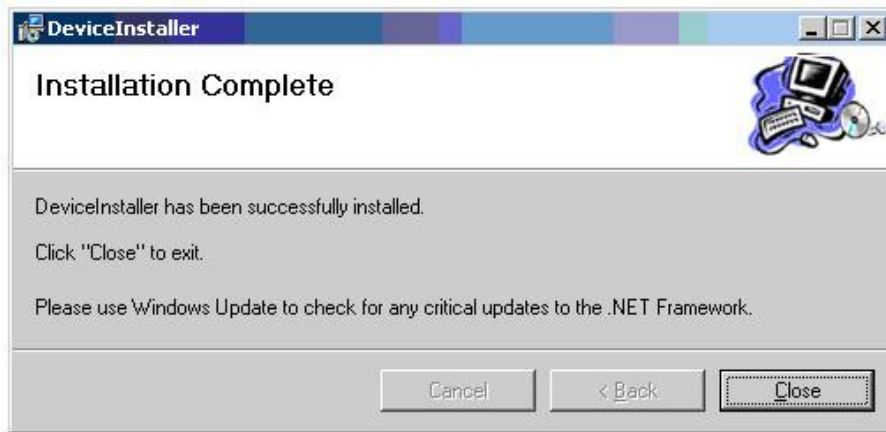 DeviceInstaller
Installation Complete
DeviceInstaller has been successfully installed.
Click "Close" to exit.
Please use Windows Update to check for any critical updates to the .NET Framework.
Cancel
< Back
Close